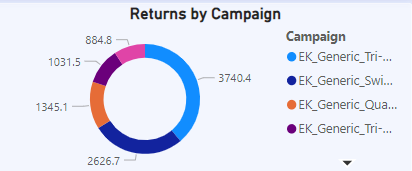 Returns by Campaign
884.8
1031.5
1345.1
2626.7
3740.4
Campaign
EK_Generic_Tri-...
EK_Generic_Swi...
EK_Generic_Qua...
EK_Generic_Tri-...